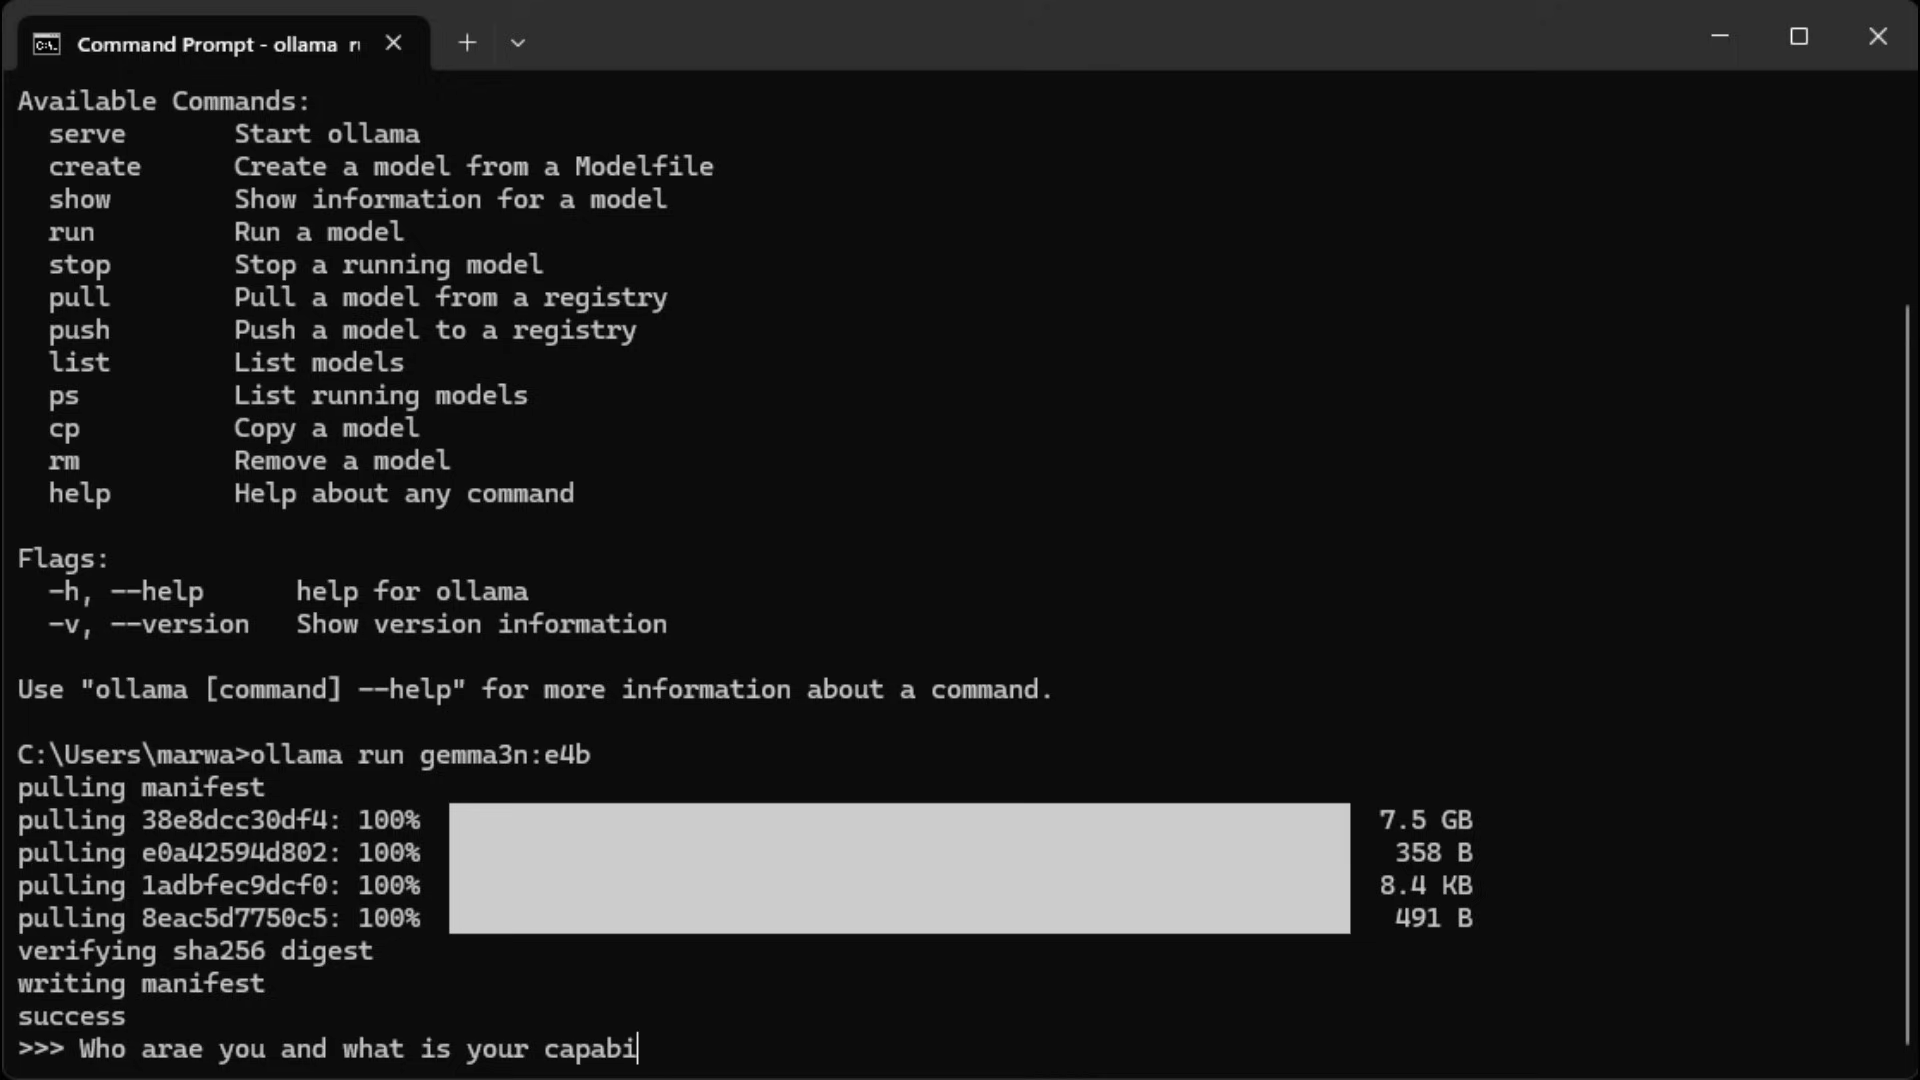 Command Prompt - ollama
Available Commands:
serve Start ollama
create Create a model from a Modelfile
show Show information for a model
run Run a model
stop Stop a running model
pull Pull a model from a registry
push Push a model to a registry
list List models
ps List running models
cp Copy a model
rm Remove a model
help Help about any command
Flags:
-h, --help help for ollama
-v, --version Show version information
Use "ollama [command] --help" for more information about a command.
C:\Users\marwa>ollama run gemma3n:e4b
pulling manifest
pulling 38e8dcc30df4: 100% 7.5 GB
pulling e0a42594d802: 100% 358 B
pulling 1adbfec9dcf0: 100% 8.4 KB
pulling 8eac5d7750c5: 100% 491 B
verifying sha256 digest
writing manifest
success
>>> Who arae you and what is your capabi